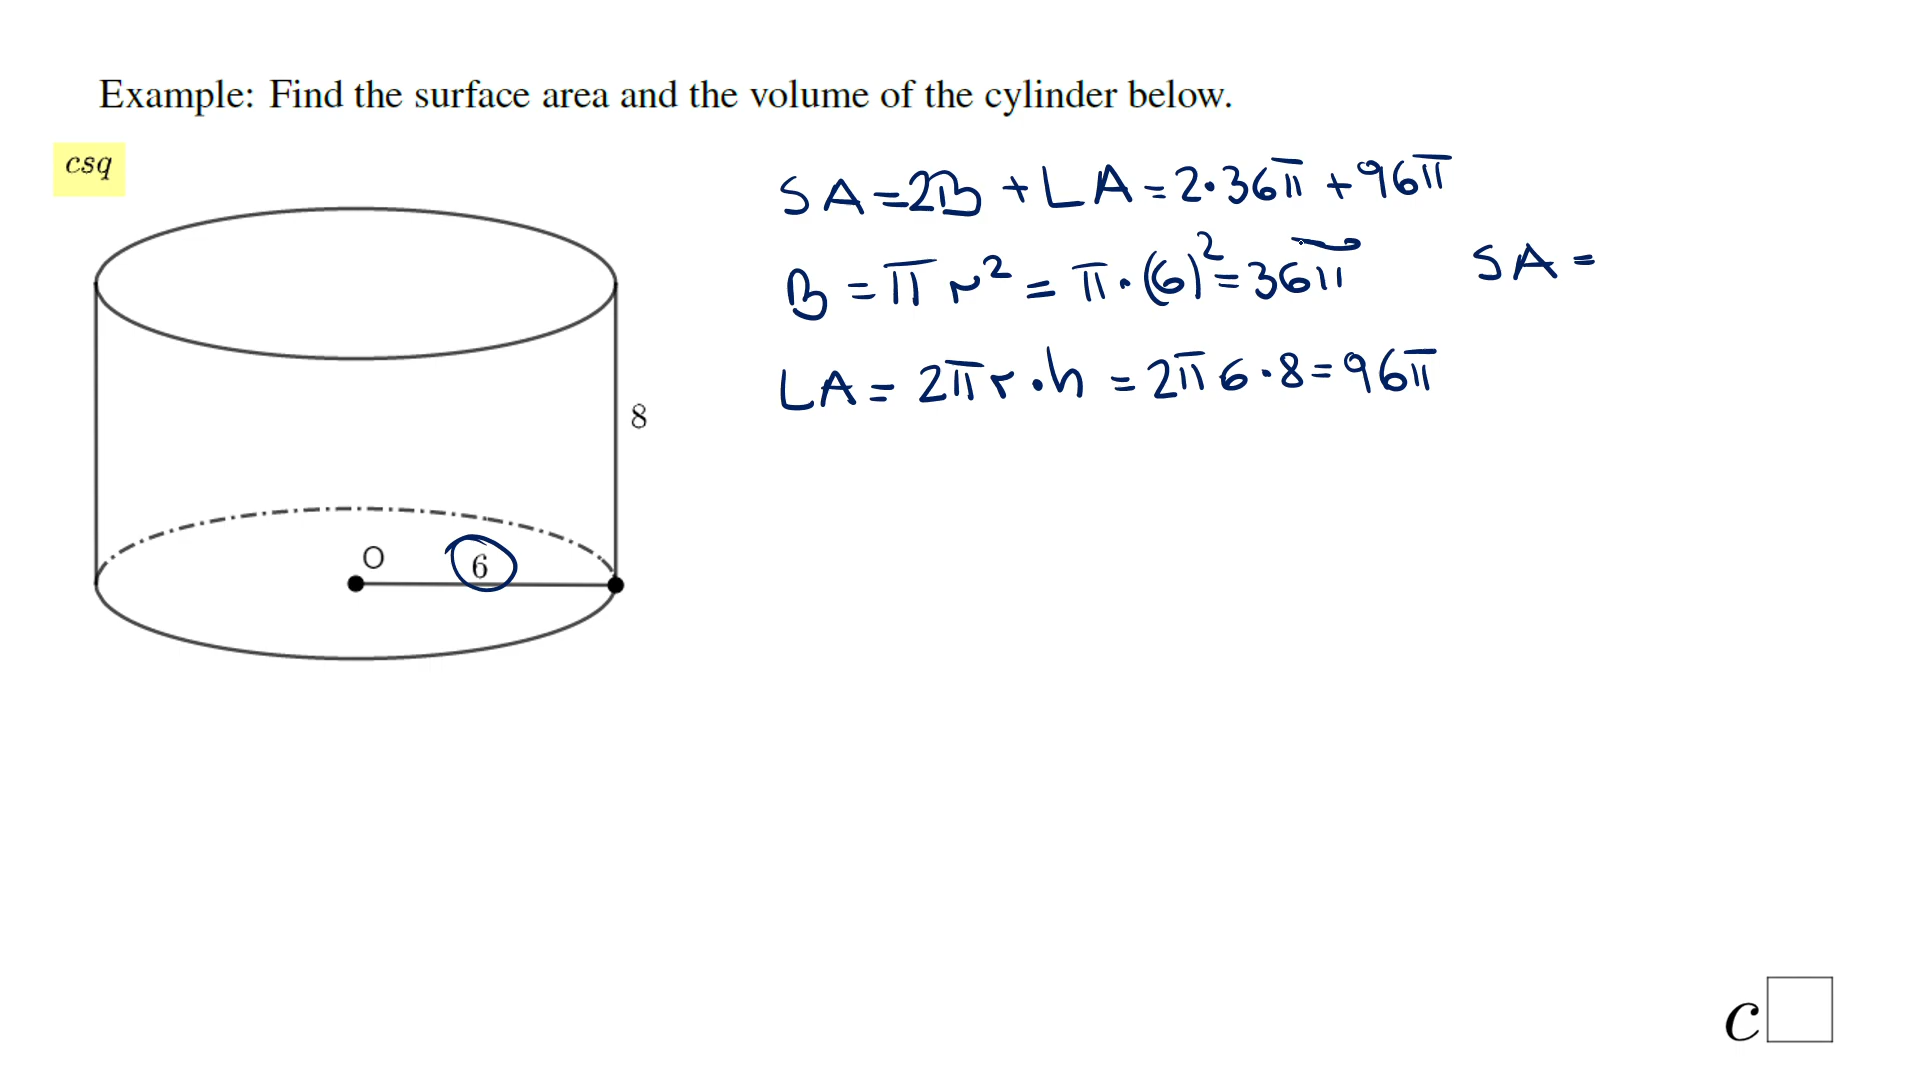 Example: Find the surface area and the volume of the cylinder below.
csq
SA=2B+LA=2·36π+96π
B=πr²=π·(6)²=36π
SA=
LA=2πr·h=2π6·8=96π
8
O
6
c